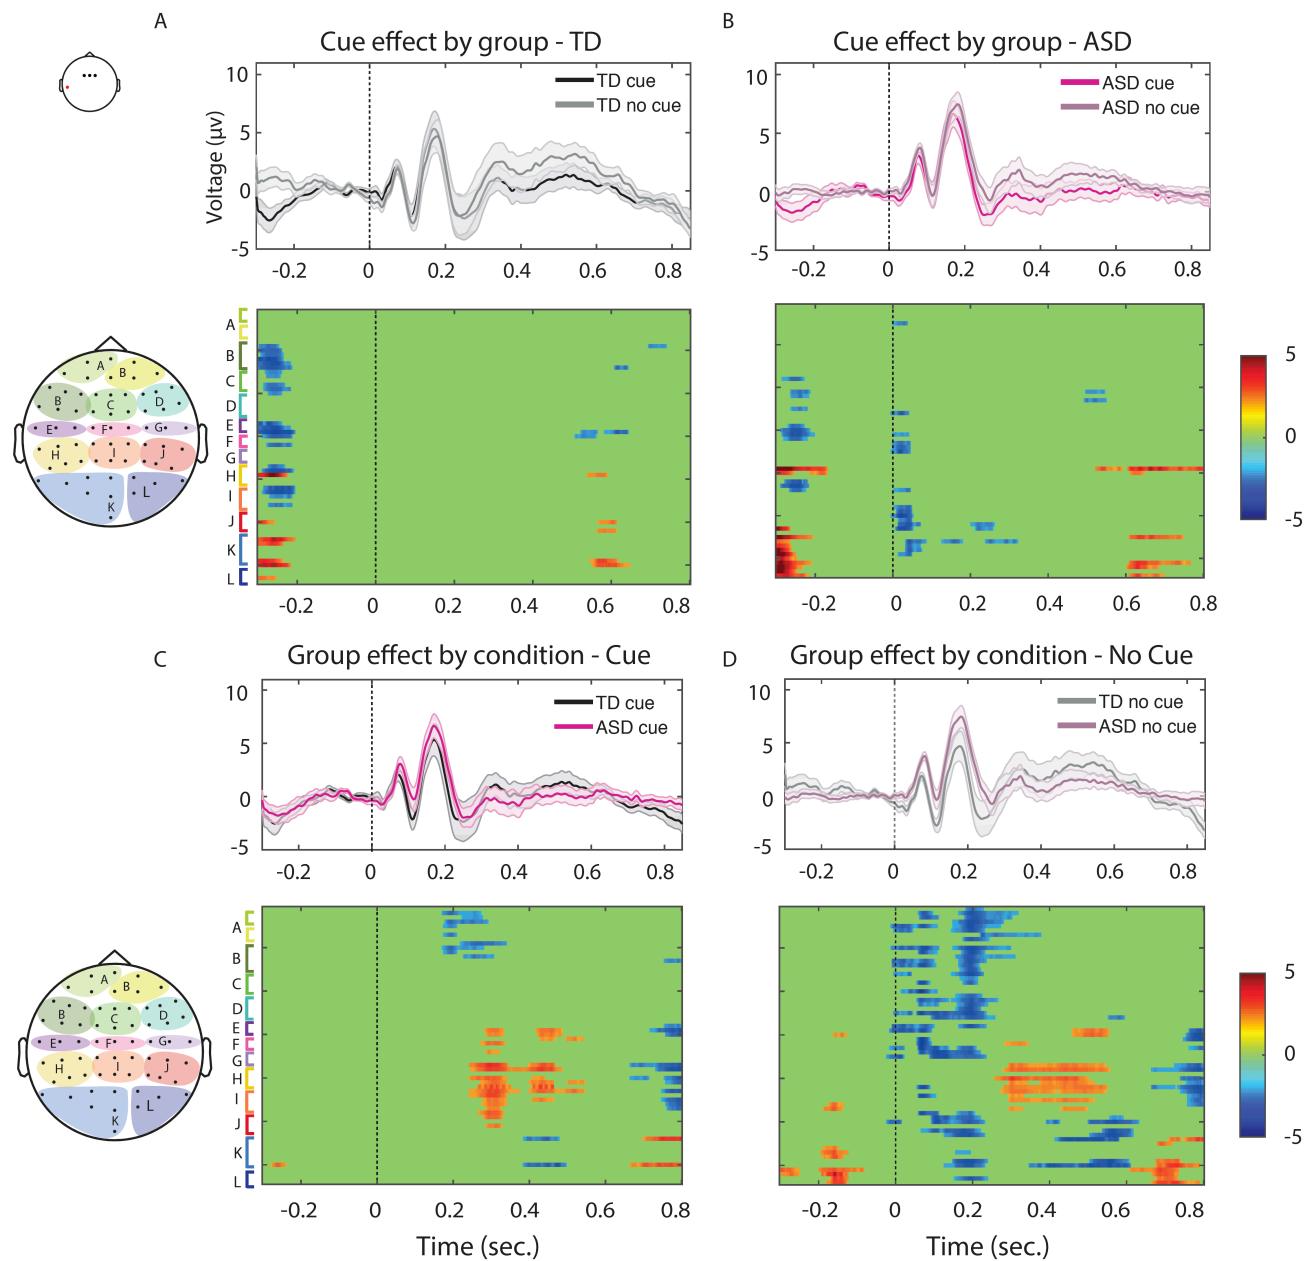 A
B
Cue effect by group - TD
Cue effect by group - ASD
10
5
0
-5
Voltage (µv)
TD cue
TD no cue
-0.2 0 0.2 0.4 0.6 0.8
10
5
0
-5
ASD cue
ASD no cue
-0.2 0 0.2 0.4 0.6 0.8
A
B
B
C
D
E
F
G
H
I
J
K
L
A
B
C
D
E
F
G
H
I
J
K
L
-0.2 0 0.2 0.4 0.6 0.8
-0.2 0 0.2 0.4 0.6 0.8
5
0
-5
C
D
Group effect by condition - Cue
Group effect by condition - No Cue
10
5
0
-5
TD cue
ASD cue
-0.2 0 0.2 0.4 0.6 0.8
10
5
0
-5
TD no cue
ASD no cue
-0.2 0 0.2 0.4 0.6 0.8
A
B
B
C
D
E
F
G
H
I
J
K
L
A
B
C
D
E
F
G
H
I
J
K
L
-0.2 0 0.2 0.4 0.6 0.8
-0.2 0 0.2 0.4 0.6 0.8
5
0
-5
Time (sec.)
Time (sec.)